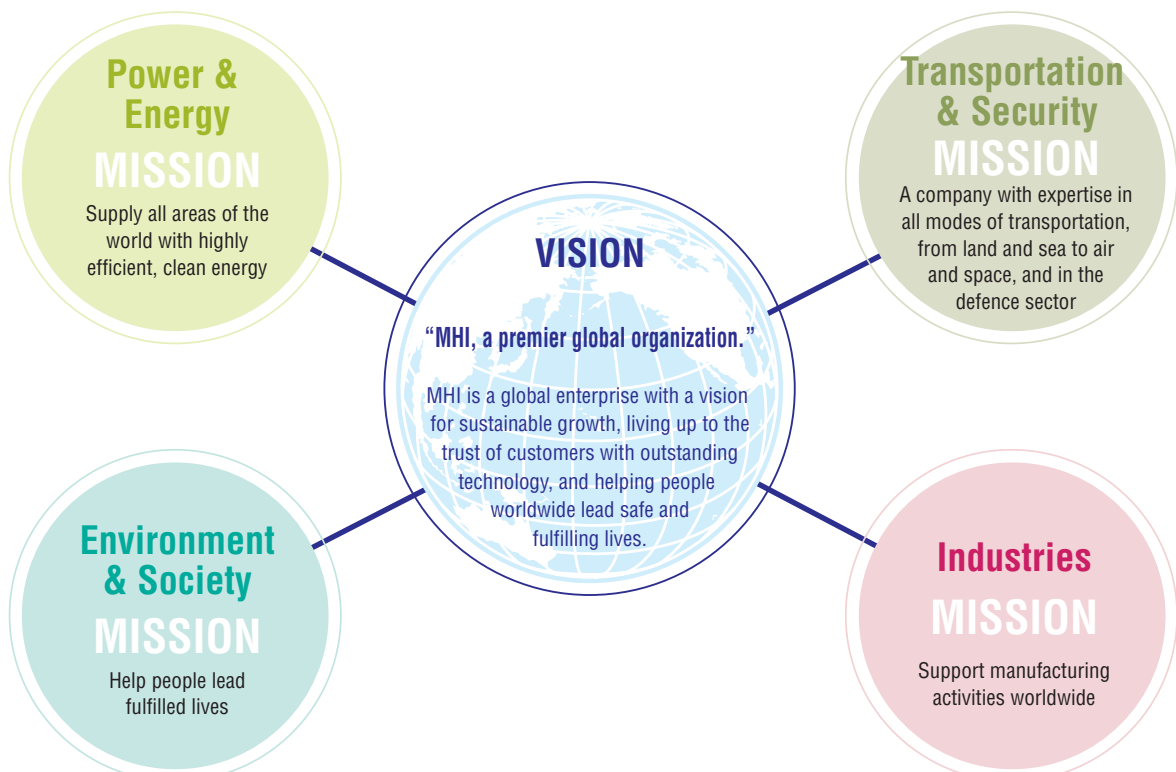 Power &
Energy
MISSION
Supply all areas of the
world with highly
efficient, clean energy
Transportation
& Security
MISSION
A company with expertise in
all modes of transportation,
from land and sea to air
and space, and in the
defence sector
VISION
“MHI, a premier global organization.”
MHI is a global enterprise with a vision
for sustainable growth, living up to the
trust of customers with outstanding
technology, and helping people
worldwide lead safe and
fulfilling lives.
Environment
& Society
MISSION
Help people lead
fulfilled lives
Industries
MISSION
Support manufacturing
activities worldwide